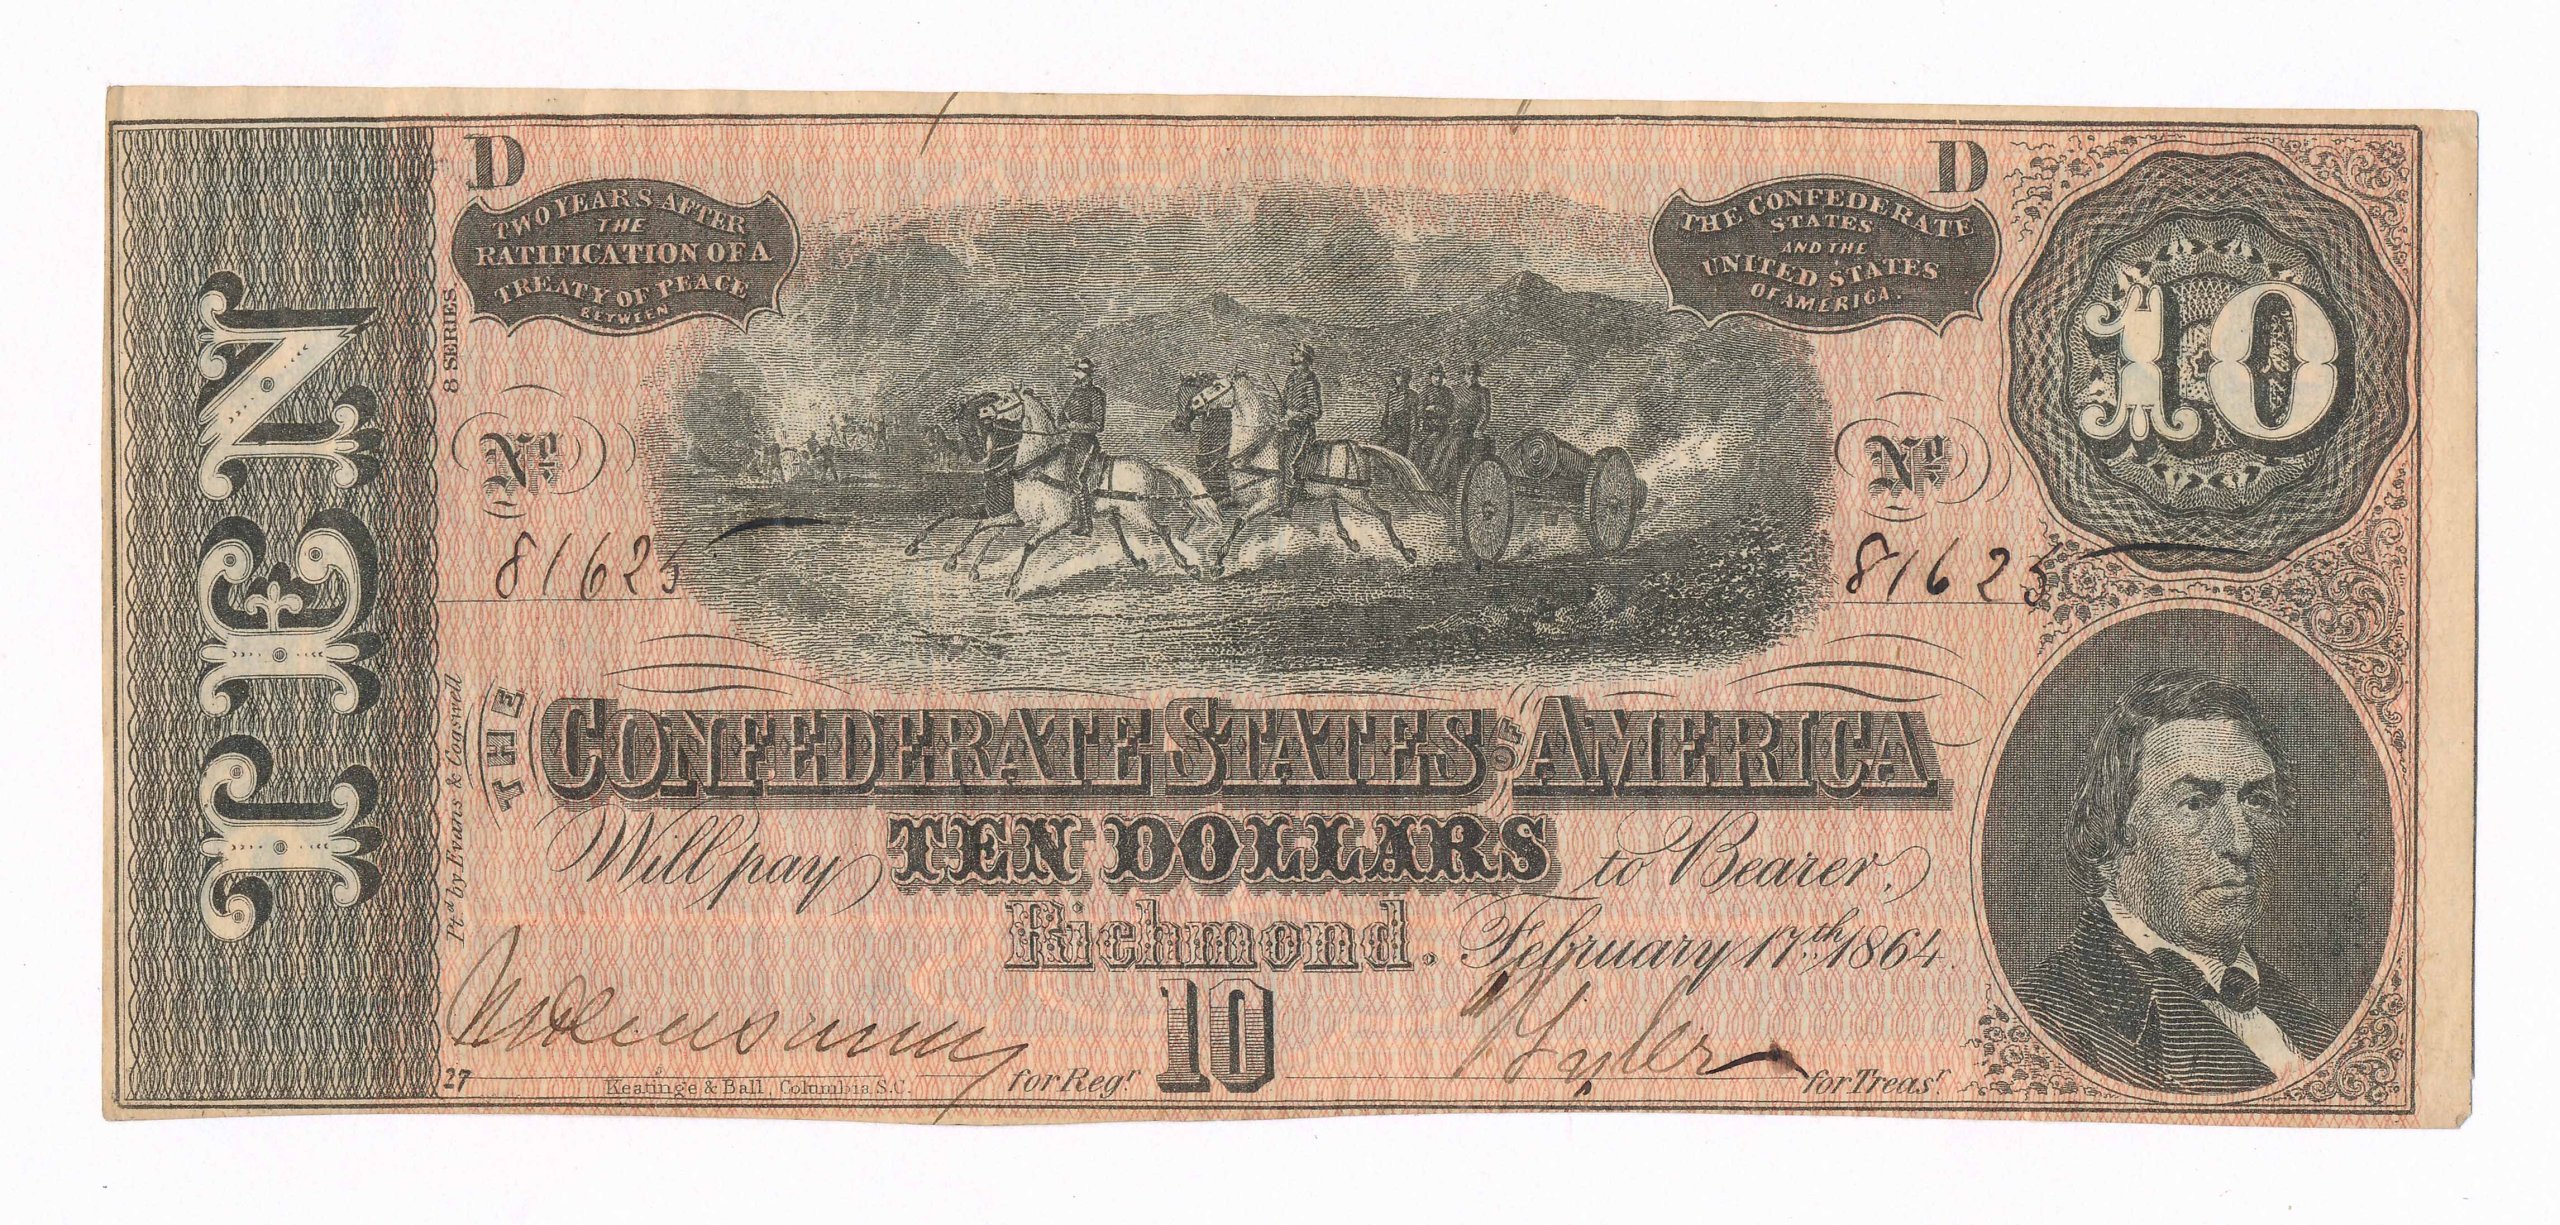 TEN
D
D
TWO YEARS AFTER
THE
RATIFICATION OF A
TREATY OF PEACE
BETWEEN
THE CONFEDERATE
STATES
AND THE
UNITED STATES
OF AMERICA.
10
8 SERIES.
No
No
81625
81625
Ptd by Evans & Cogswell
THE CONFEDERATE STATES OF AMERICA
Will pay TEN DOLLARS to Bearer.
Richmond. February 17th 1864.
10
Tyler
27
Keatinge & Ball, Columbia, S.C.
for Regr
for Treasr